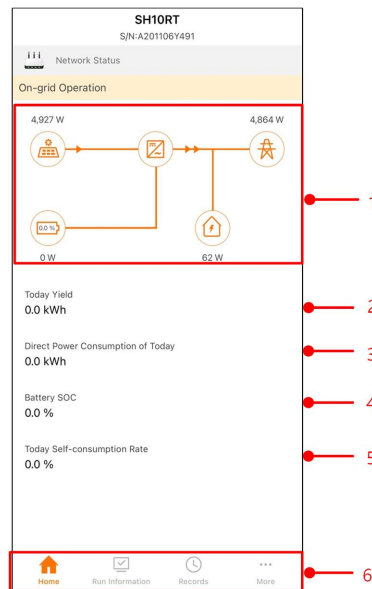 SH10RT
S/N:A201106Y491
Network Status
On-grid Operation
4,927 W
4,864 W
0.0 %
0 W
62 W
1
Today Yield
0.0 kWh
2
Direct Power Consumption of Today
0.0 kWh
3
Battery SOC
0.0 %
4
Today Self-consumption Rate
0.0 %
5
Home
Run Information
Records
More
6